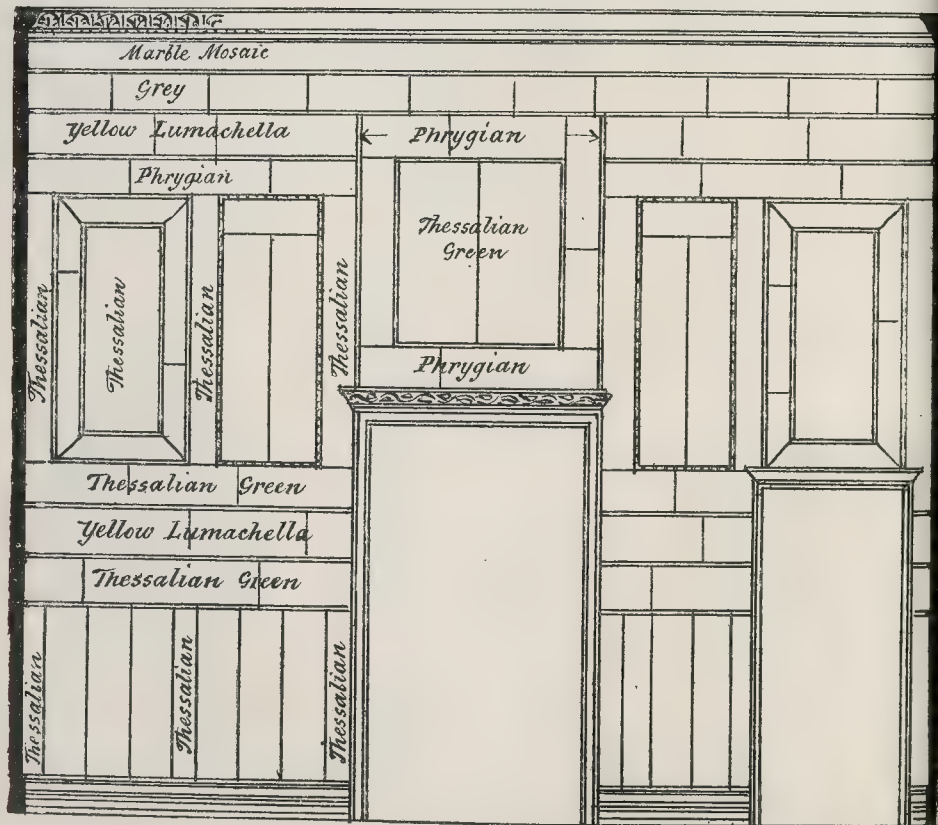 Marble Mosaic
Grey
Yellow Lumachella
Phrygian
Phrygian
Thessalian
Green
Thessalian
Thessalian
Thessalian
Thessalian
Phrygian
Thessalian Green
Yellow Lumachella
Thessalian Green
Thessalian
Thessalian
Thessalian